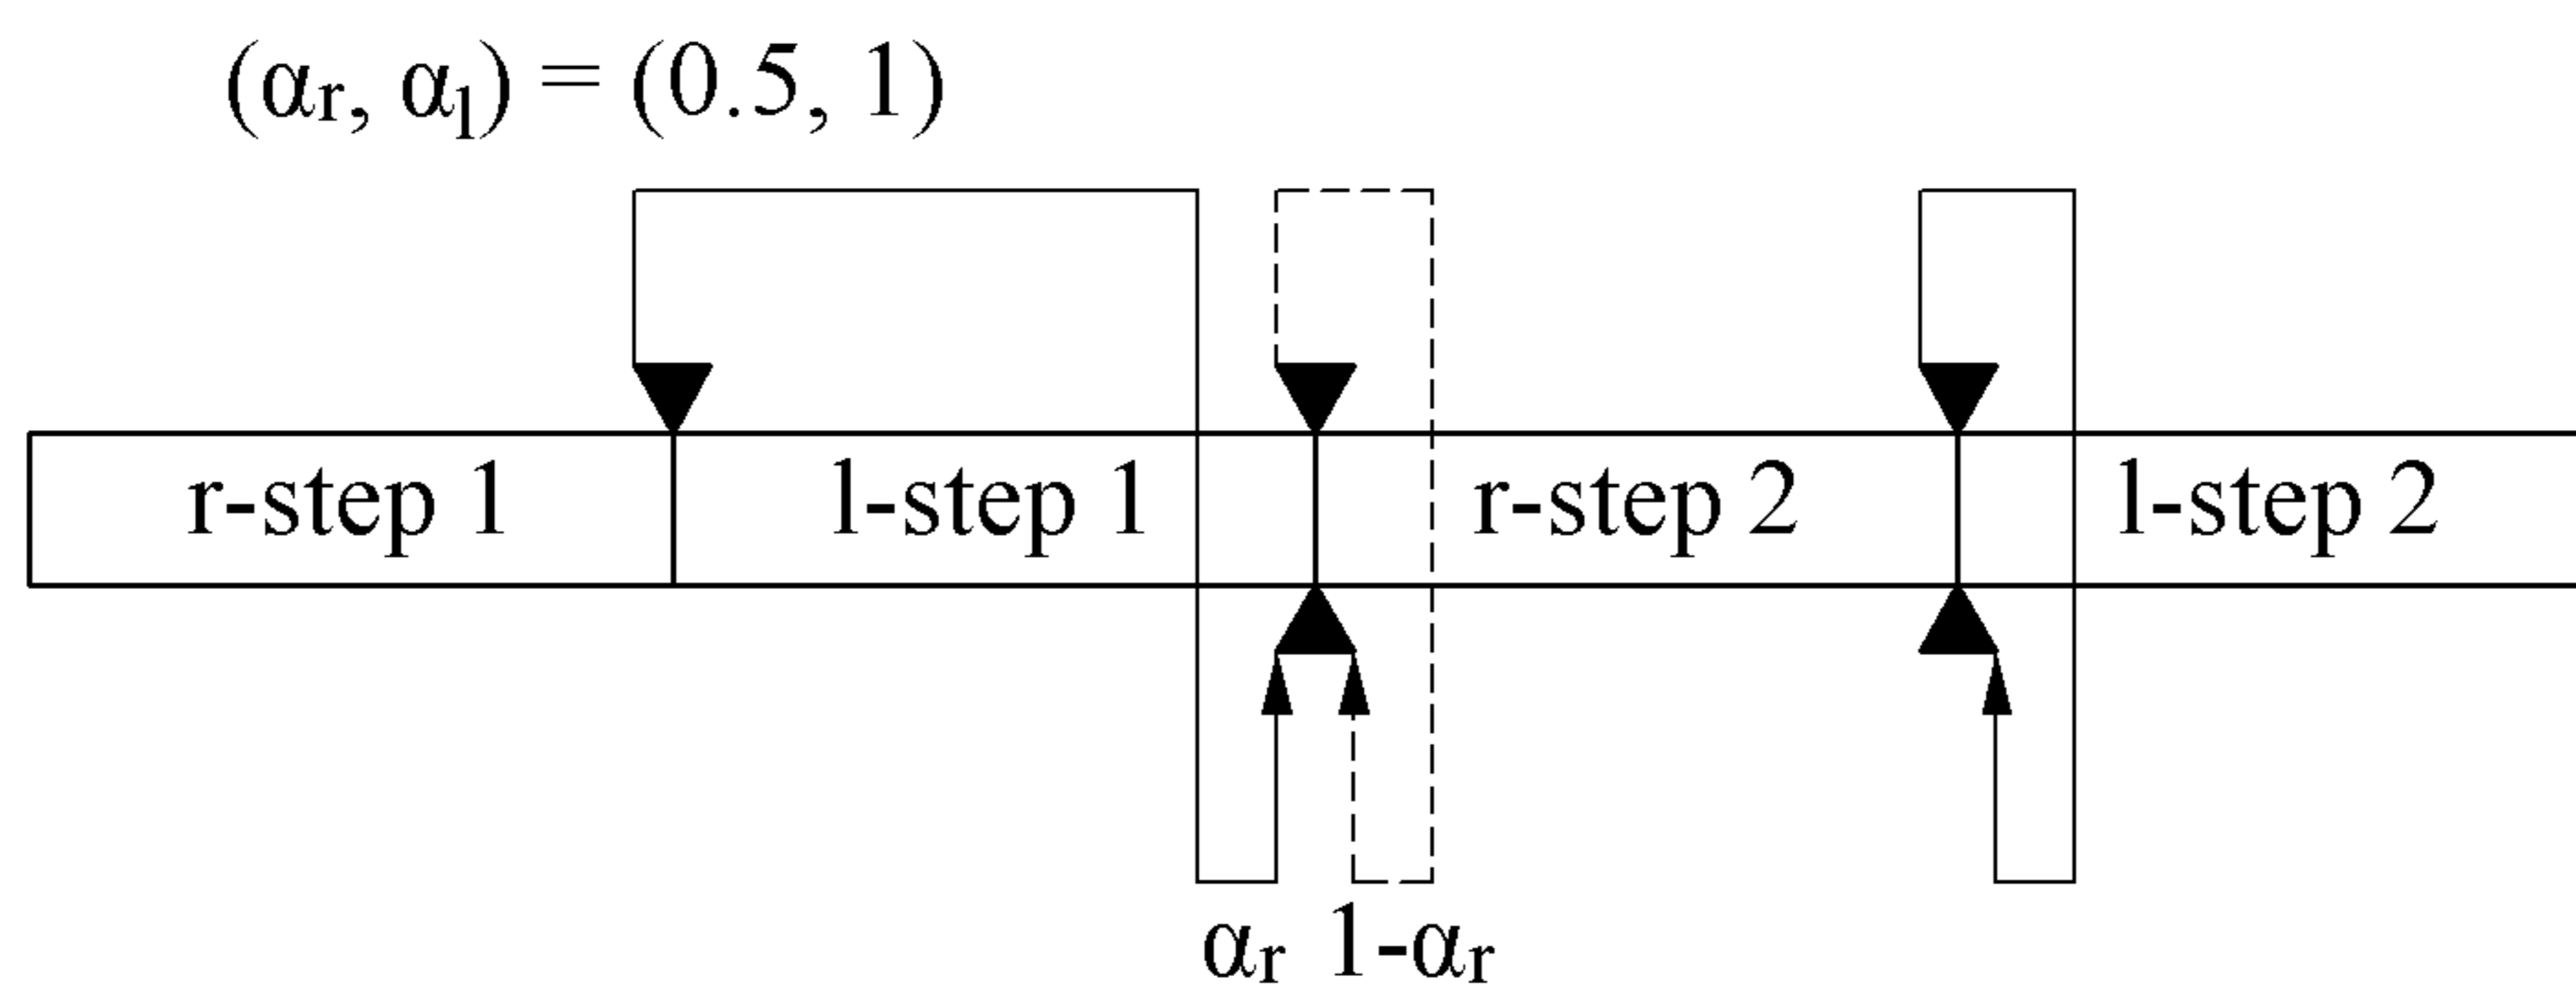 (αr, αl) = (0.5, 1)
r-step 1 l-step 1 r-step 2 l-step 2
αr 1-αr